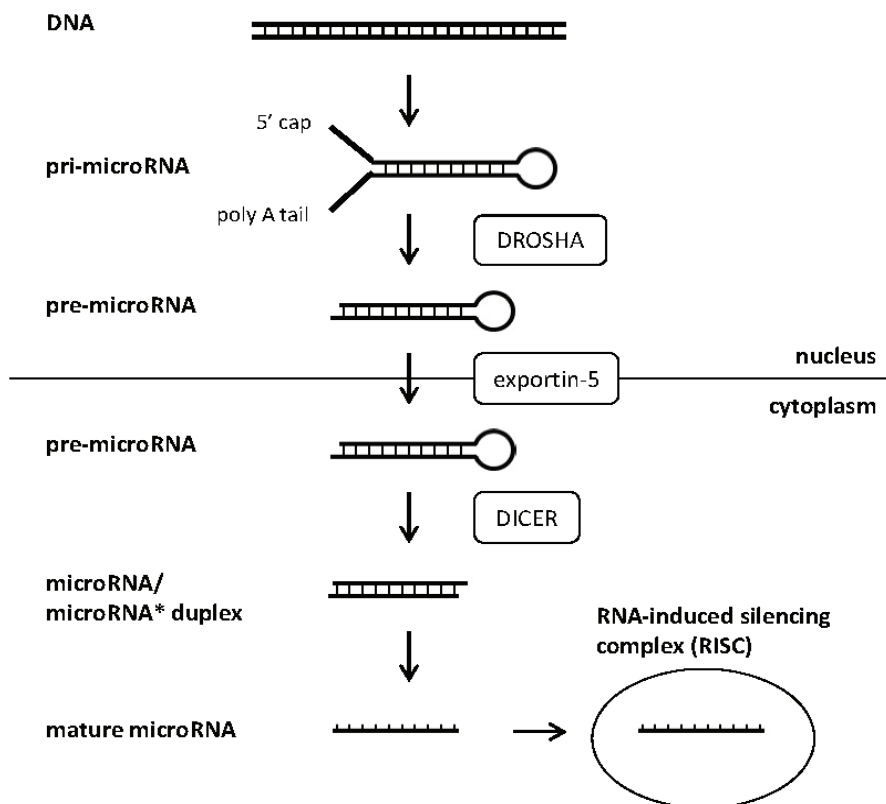 DNA
5’ cap
pri-microRNA
poly A tail
DROSHA
pre-microRNA
nucleus
exportin-5
cytoplasm
pre-microRNA
DICER
microRNA/
microRNA* duplex
RNA-induced silencing
complex (RISC)
mature microRNA